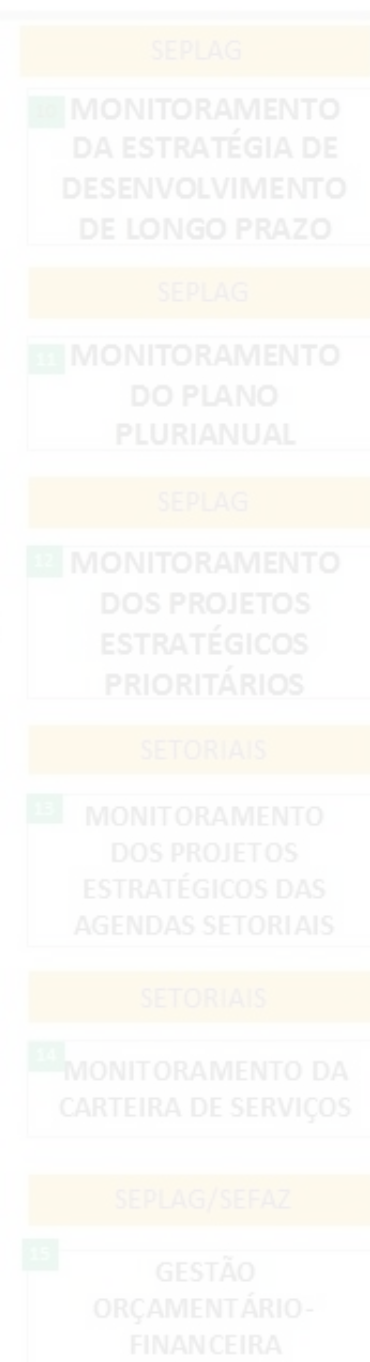 SEPLAG
10 MONITORAMENTO
DA ESTRATÉGIA DE
DESENVOLVIMENTO
DE LONGO PRAZO
SEPLAG
11 MONITORAMENTO
DO PLANO
PLURIANUAL
SEPLAG
12 MONITORAMENTO
DOS PROJETOS
ESTRATÉGICOS
PRIORITÁRIOS
SETORIAIS
13
MONITORAMENTO
DOS PROJETOS
ESTRATÉGICOS DAS
AGENDAS SETORIAIS
SETORIAIS
14
MONITORAMENTO DA
CARTEIRA DE SERVIÇOS
SEPLAG/SEFAZ
15
GESTÃO
ORÇAMENTÁRIO-
FINANCEIRA